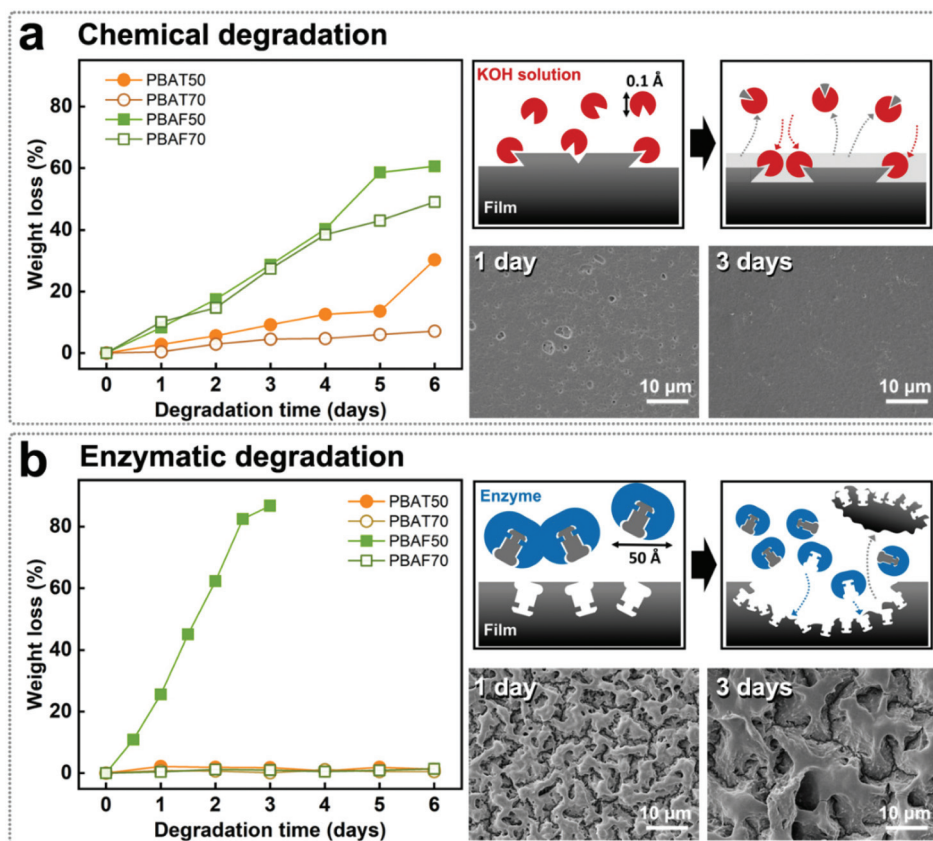 a Chemical degradation
PBAT50
PBAT70
PBAF50
PBAF70
Weight loss (%)
80
60
40
20
0
0 1 2 3 4 5 6
Degradation time (days)
KOH solution
0.1 Å
Film
1 day
10 μm
3 days
10 μm
b Enzymatic degradation
PBAT50
PBAT70
PBAF50
PBAF70
Weight loss (%)
80
60
40
20
0
0 1 2 3 4 5 6
Degradation time (days)
Enzyme
50 Å
Film
1 day
10 μm
3 days
10 μm